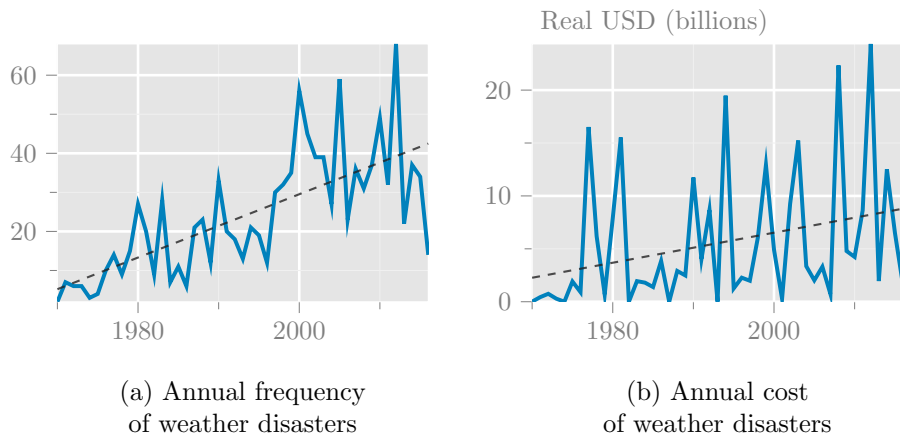 60
40
20
1980
2000
(a) Annual frequency
of weather disasters
Real USD (billions)
20
10
0
1980
2000
(b) Annual cost
of weather disasters